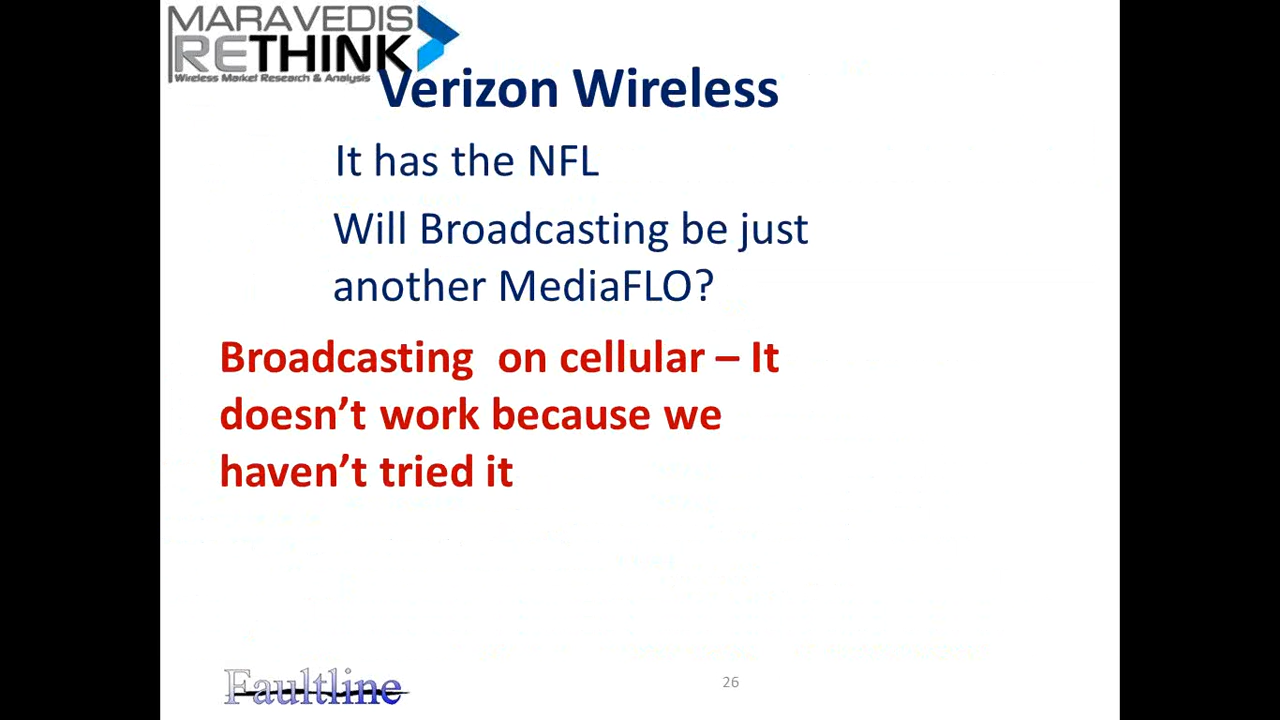 MARAVEDIS
RETHINK
Wireless Market Research & Analysis
Verizon Wireless
It has the NFL
Will Broadcasting be just
another MediaFLO?
Broadcasting  on cellular – It
doesn’t work because we
haven’t tried it
Faultline
26